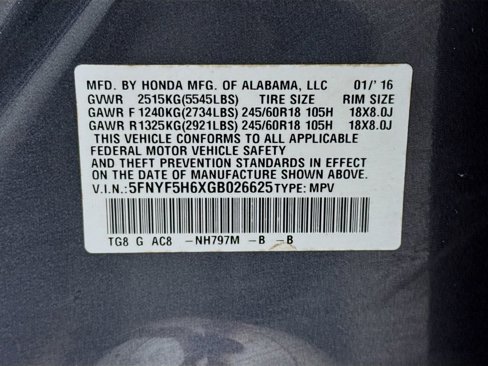 MFD. BY HONDA MFG. OF ALABAMA, LLC 01/'16
GVWR 2515KG(5545LBS) TIRE SIZE RIM SIZE
GAWR F 1240KG(2734LBS) 245/60R18 105H 18X8.0J
GAWR R 1325KG(2921LBS) 245/60R18 105H 18X8.0J
THIS VEHICLE CONFORMS TO ALL APPLICABLE
FEDERAL MOTOR VEHICLE SAFETY
AND THEFT PREVENTION STANDARDS IN EFFECT
ON THE DATE OF MANUFACTURE SHOWN ABOVE.
V.I.N.:5FNYF5H6XGB026625 TYPE: MPV
TG8 G AC8 -NH797M -B -B